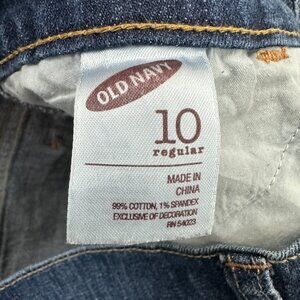 OLD NAVY
10
regular
MADE IN
CHINA
99% COTTON, 1% SPANDEX
EXCLUSIVE OF DECORATION
RN 54023